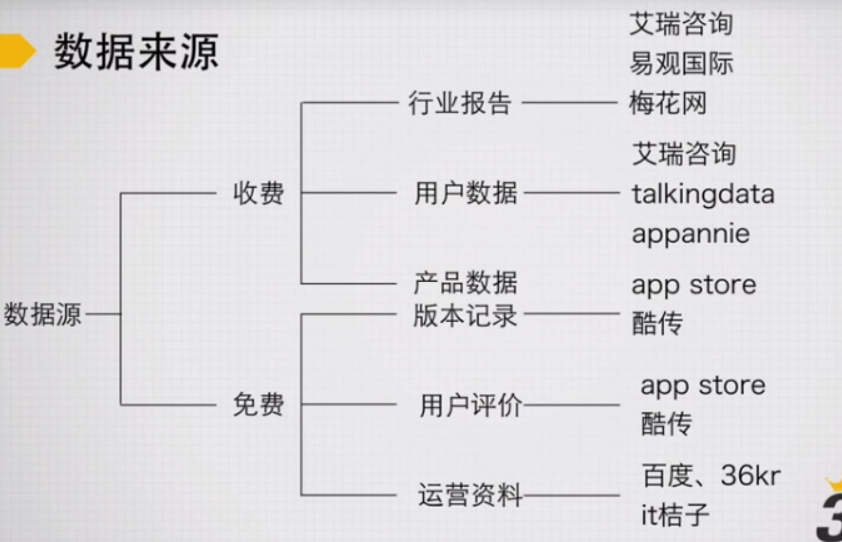 数据来源
数据源
收费
行业报告
艾瑞咨询
易观国际
梅花网
用户数据
艾瑞咨询
talkingdata
appannie
产品数据
免费
版本记录
app store
酷传
用户评价
app store
酷传
运营资料
百度、36kr
it桔子
3